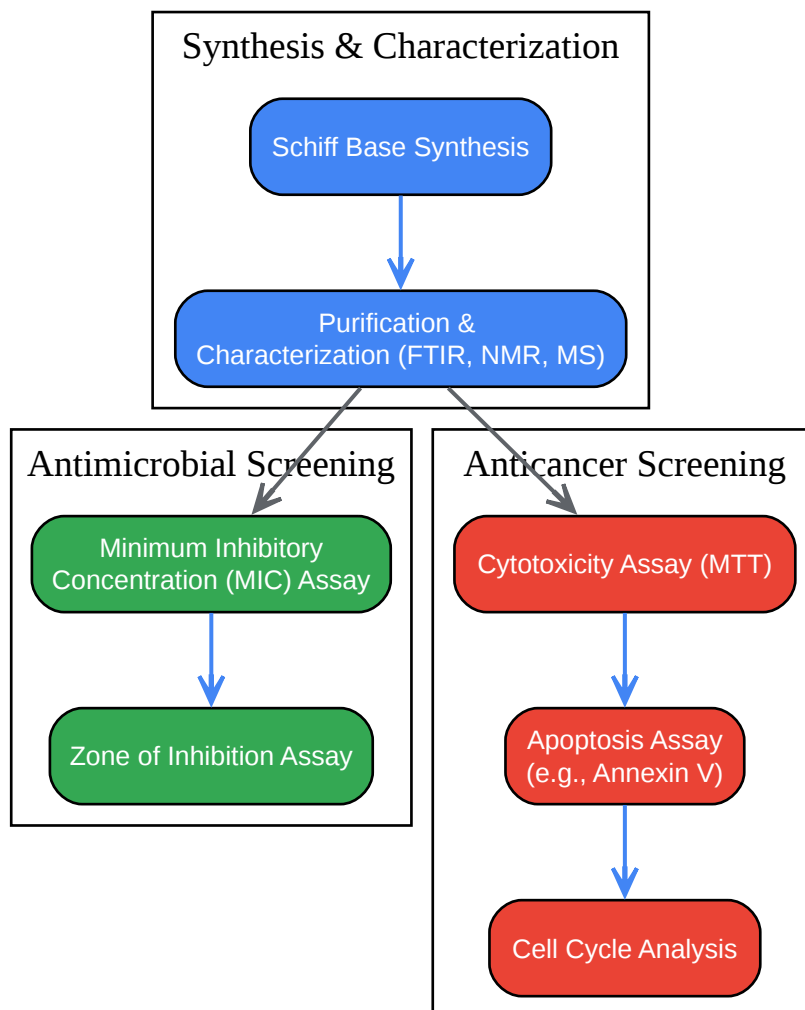 Synthesis & Characterization
Schiff Base Synthesis
Purification &
Characterization (FTIR, NMR, MS)
Antimicrobial Screening
Minimum Inhibitory
Concentration (MIC) Assay
Zone of Inhibition Assay
Anticancer Screening
Cytotoxicity Assay (MTT)
Apoptosis Assay
(e.g., Annexin V)
Cell Cycle Analysis